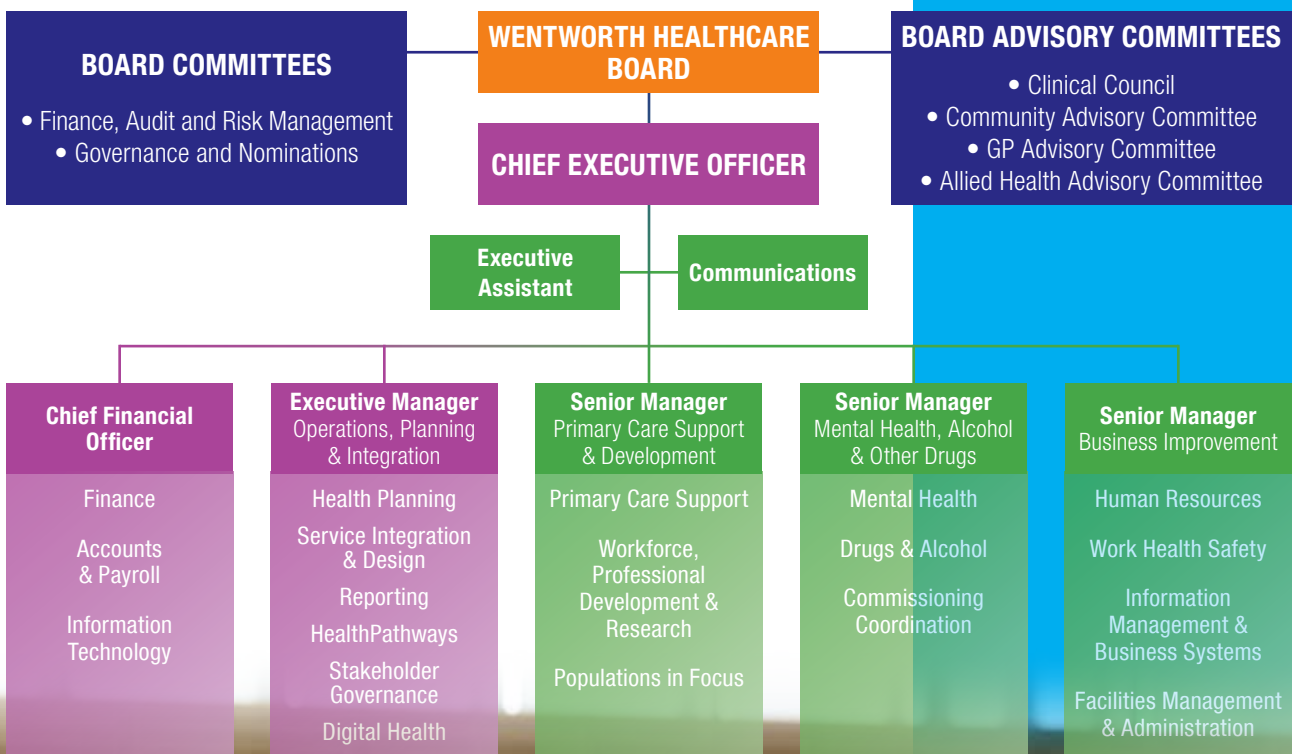 BOARD COMMITTEES
• Finance, Audit and Risk Management
• Governance and Nominations
WENTWORTH HEALTHCARE
BOARD
BOARD ADVISORY COMMITTEES
• Clinical Council
• Community Advisory Committee
• GP Advisory Committee
• Allied Health Advisory Committee
CHIEF EXECUTIVE OFFICER
Executive
Assistant
Communications
Chief Financial
Officer
Finance
Accounts
& Payroll
Information
Technology
Executive Manager
Operations, Planning
& Integration
Health Planning
Service Integration
& Design
Reporting
HealthPathways
Stakeholder
Governance
Digital Health
Senior Manager
Primary Care Support
& Development
Primary Care Support
Workforce,
Professional
Development &
Research
Populations in Focus
Senior Manager
Mental Health, Alcohol
& Other Drugs
Mental Health
Drugs & Alcohol
Commissioning
Coordination
Senior Manager
Business Improvement
Human Resources
Work Health Safety
Information
Management &
Business Systems
Facilities Management
& Administration